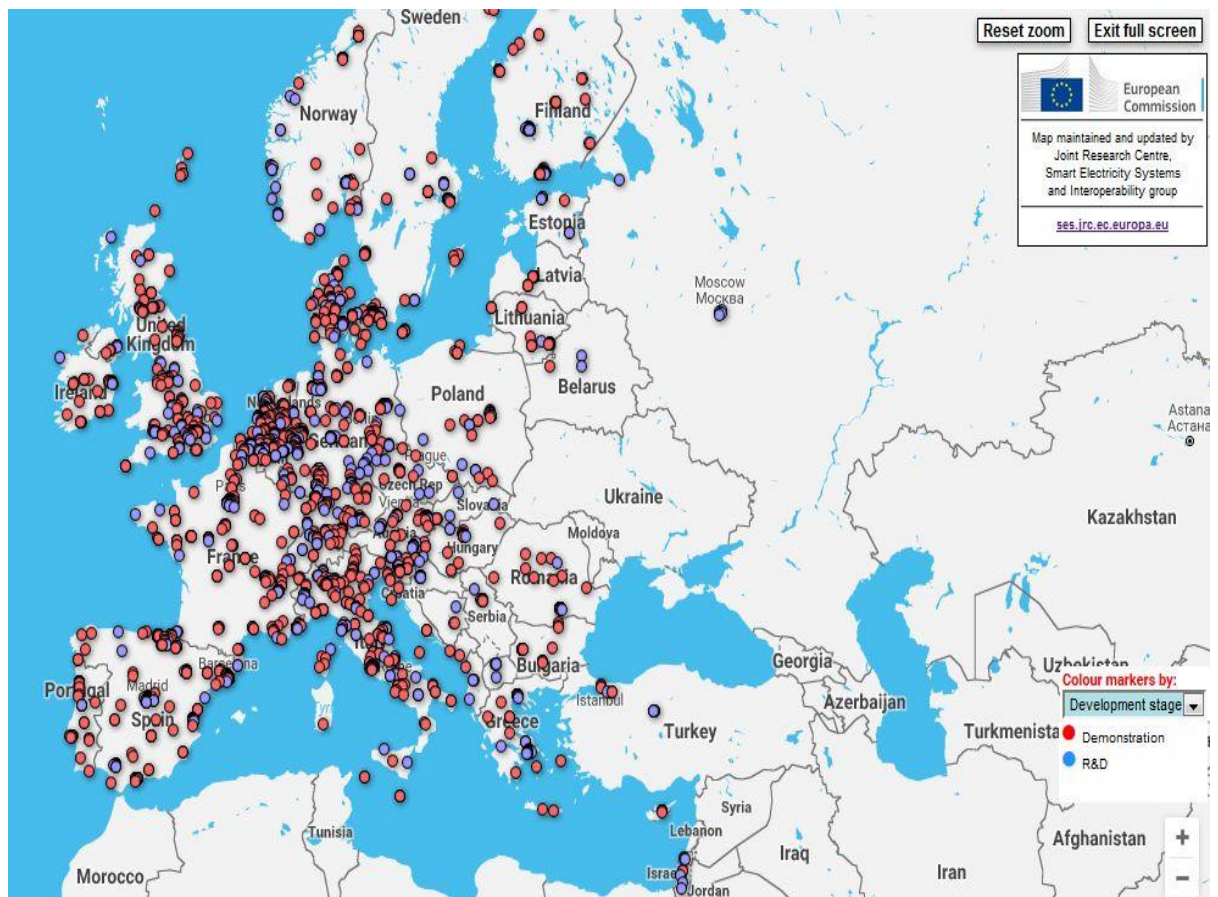 Sweden
Reset zoom
Exit full screen
European
Commission
Map maintained and updated by
Joint Research Centre,
Smart Electricity Systems
and Interoperability group
ses.jrc.ec.europa.eu
Norway
Finland
Estonia
Latvia
Moscow
Москва
Lithuania
United
Kingdom
Ireland
Belarus
Poland
Astana
Астана
Prague
Czech Rep
Ukraine
Slovakia
Kazakhstan
Moldova
Hungary
France
Romania
Croatia
Serbia
Bulgaria
Georgia
Uzbekistan
Barcelona
Portugal
Madrid
Spain
Istanbul
Azerbaijan
Colour markers by:
Development stage
Greece
Turkey
Turkmenista
Demonstration
R&D
Syria
Tunisia
Lebanon
Afghanistan
Iraq
Iran
Israel
Jordan
Morocco
+
−